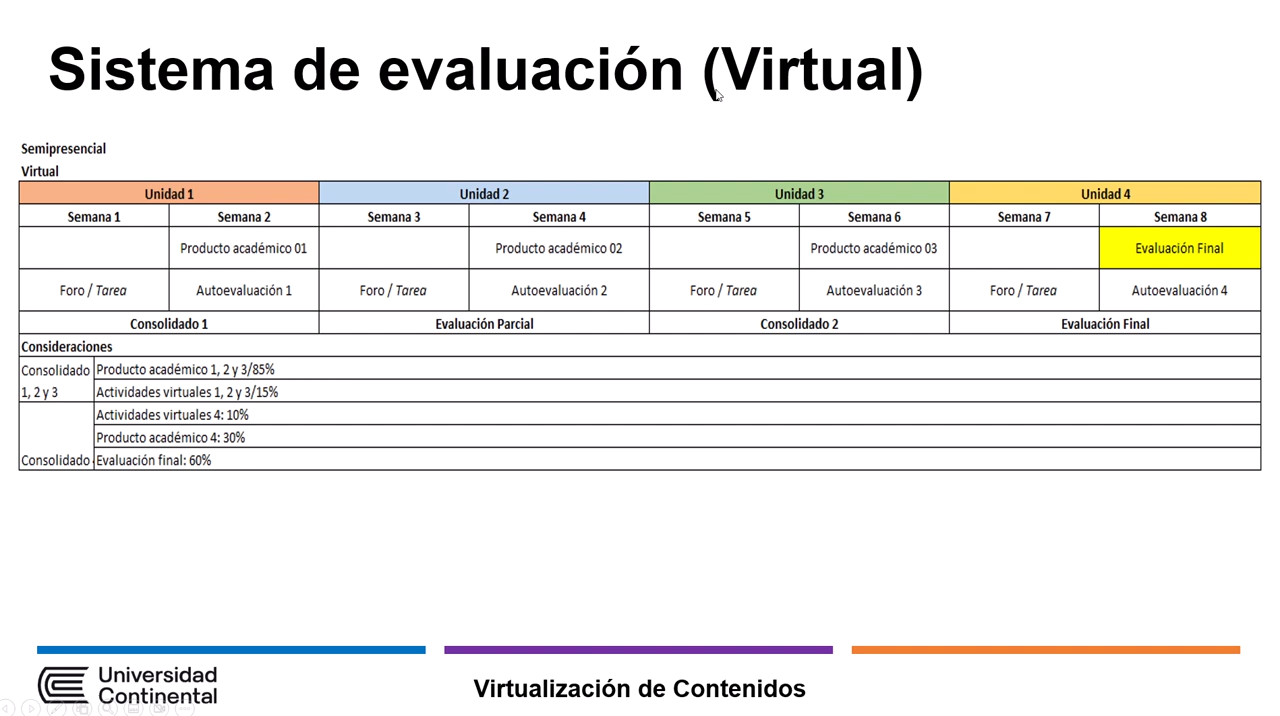 Sistema de evaluación (Virtual)
Semipresencial
Virtual
Unidad 1 Unidad 2 Unidad 3 Unidad 4
Semana 1 Semana 2 Semana 3 Semana 4 Semana 5 Semana 6 Semana 7 Semana 8
Producto académico 01 Producto académico 02 Producto académico 03 Evaluación Final
Foro / Tarea Autoevaluación 1 Foro / Tarea Autoevaluación 2 Foro / Tarea Autoevaluación 3 Foro / Tarea Autoevaluación 4
Consolidado 1 Evaluación Parcial Consolidado 2 Evaluación Final
Consideraciones
Consolidado Producto académico 1, 2 y 3/85%
1, 2 y 3 Actividades virtuales 1, 2 y 3/15%
Actividades virtuales 4: 10%
Producto académico 4: 30%
Consolidado Evaluación final: 60%
Universidad
Continental
Virtualización de Contenidos